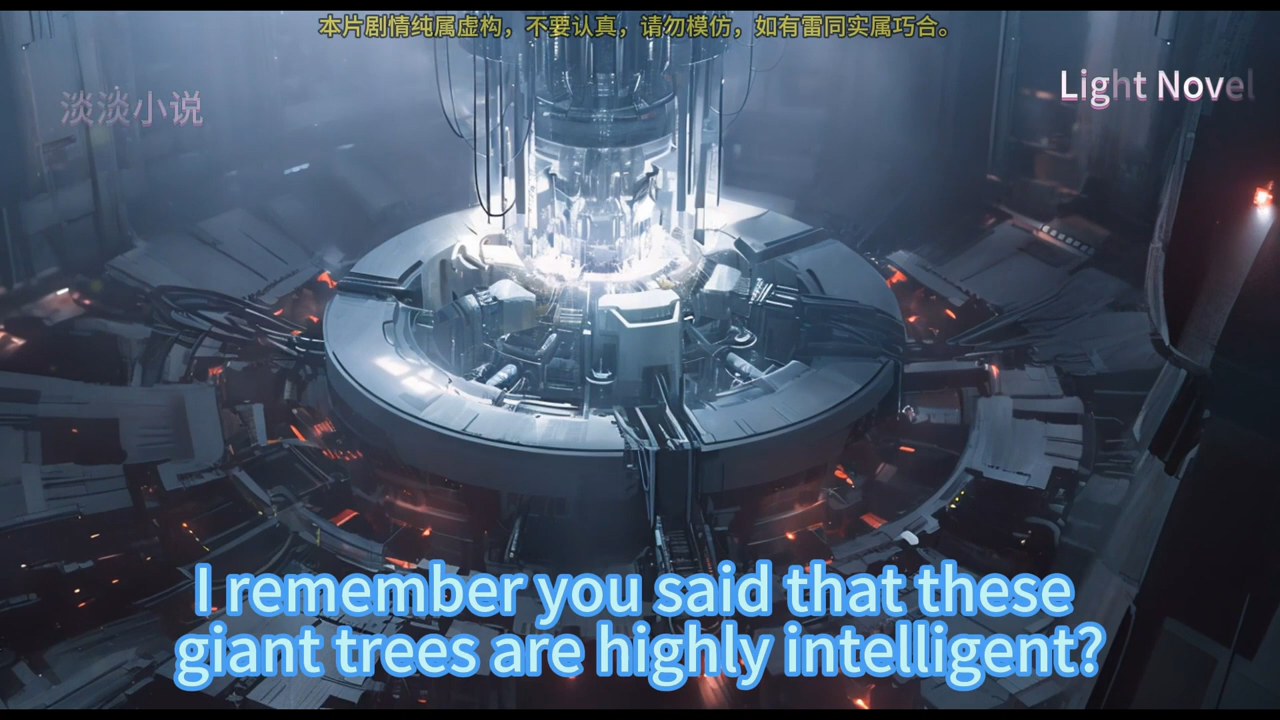 本片剧情纯属虚构，不要认真，请勿模仿，如有雷同实属巧合。
淡淡小说
Light Novel
I remember you said that these
giant trees are highly intelligent?